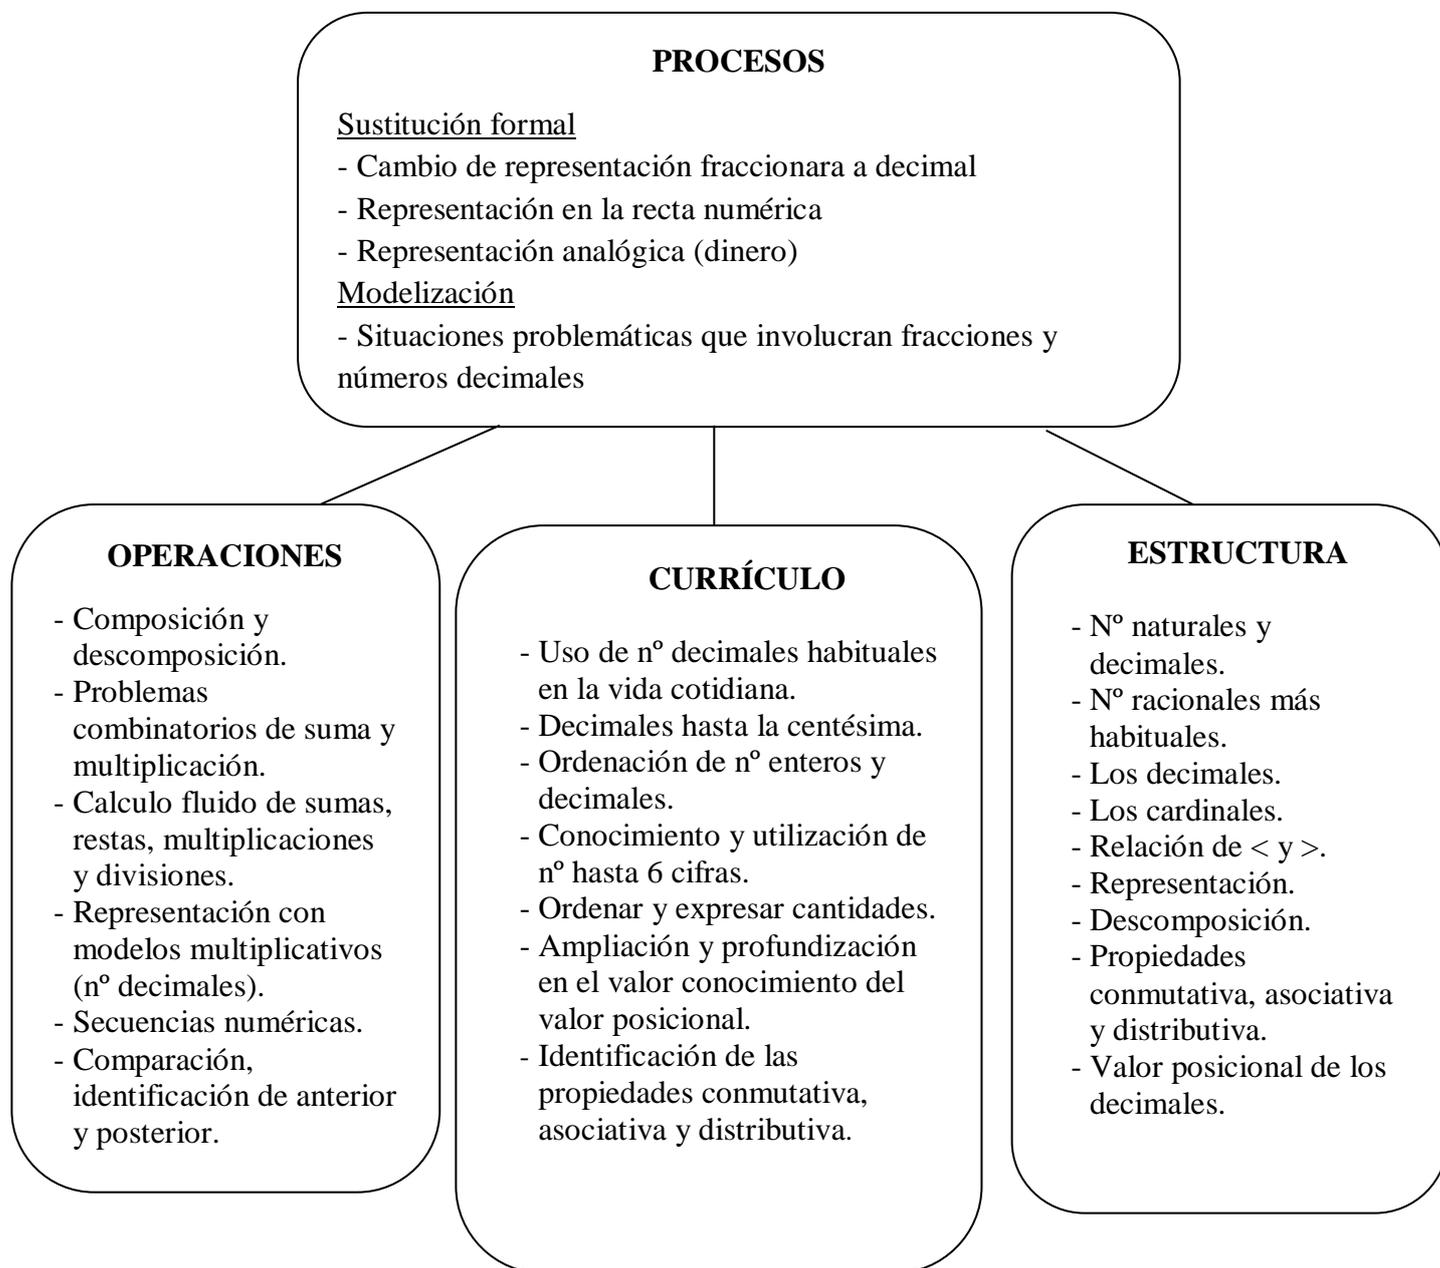 PROCESOS
Sustitución formal
- Cambio de representación fraccionara a decimal
- Representación en la recta numérica
- Representación analógica (dinero)
Modelización
- Situaciones problemáticas que involucran fracciones y
números decimales
OPERACIONES
- Composición y
descomposición.
- Problemas
combinatorios de suma y
multiplicación.
- Calculo fluido de sumas,
restas, multiplicaciones
y divisiones.
- Representación con
modelos multiplicativos
(nº decimales).
- Secuencias numéricas.
- Comparación,
identificación de anterior
y posterior.
CURRÍCULO
- Uso de nº decimales habituales
en la vida cotidiana.
- Decimales hasta la centésima.
- Ordenación de nº enteros y
decimales.
- Conocimiento y utilización de
nº hasta 6 cifras.
- Ordenar y expresar cantidades.
- Ampliación y profundización
en el valor conocimiento del
valor posicional.
- Identificación de las
propiedades conmutativa,
asociativa y distributiva.
ESTRUCTURA
- Nº naturales y
decimales.
- Nº racionales más
habituales.
- Los decimales.
- Los cardinales.
- Relación de < y >.
- Representación.
- Descomposición.
- Propiedades
conmutativa, asociativa
y distributiva.
- Valor posicional de los
decimales.